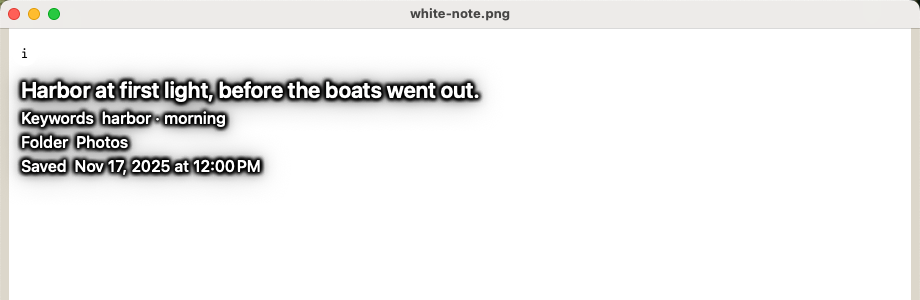 white-note.png
i
Harbor at first light, before the boats went out.
Keywords harbor · morning
Folder Photos
Saved Nov 17, 2025 at 12:00 PM